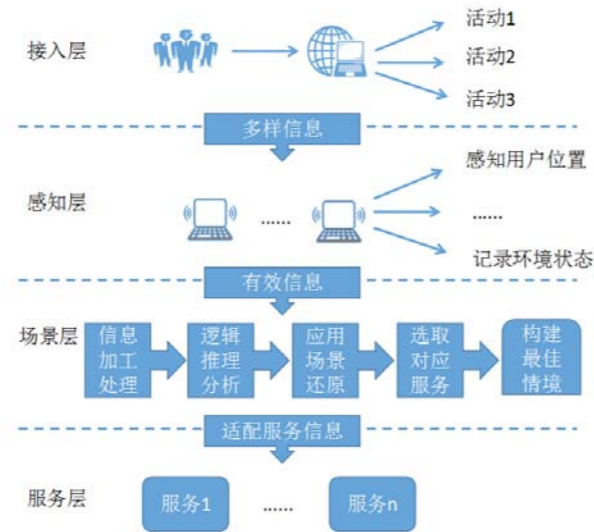 接入层
活动1
活动2
活动3
多样信息
感知层
感知用户位置
......
......
记录环境状态
有效信息
场景层
信息
加工
处理
逻辑
推理
分析
应用
场景
还原
选取
对应
服务
构建
最佳
情境
适配服务信息
服务层
服务1
......
服务n